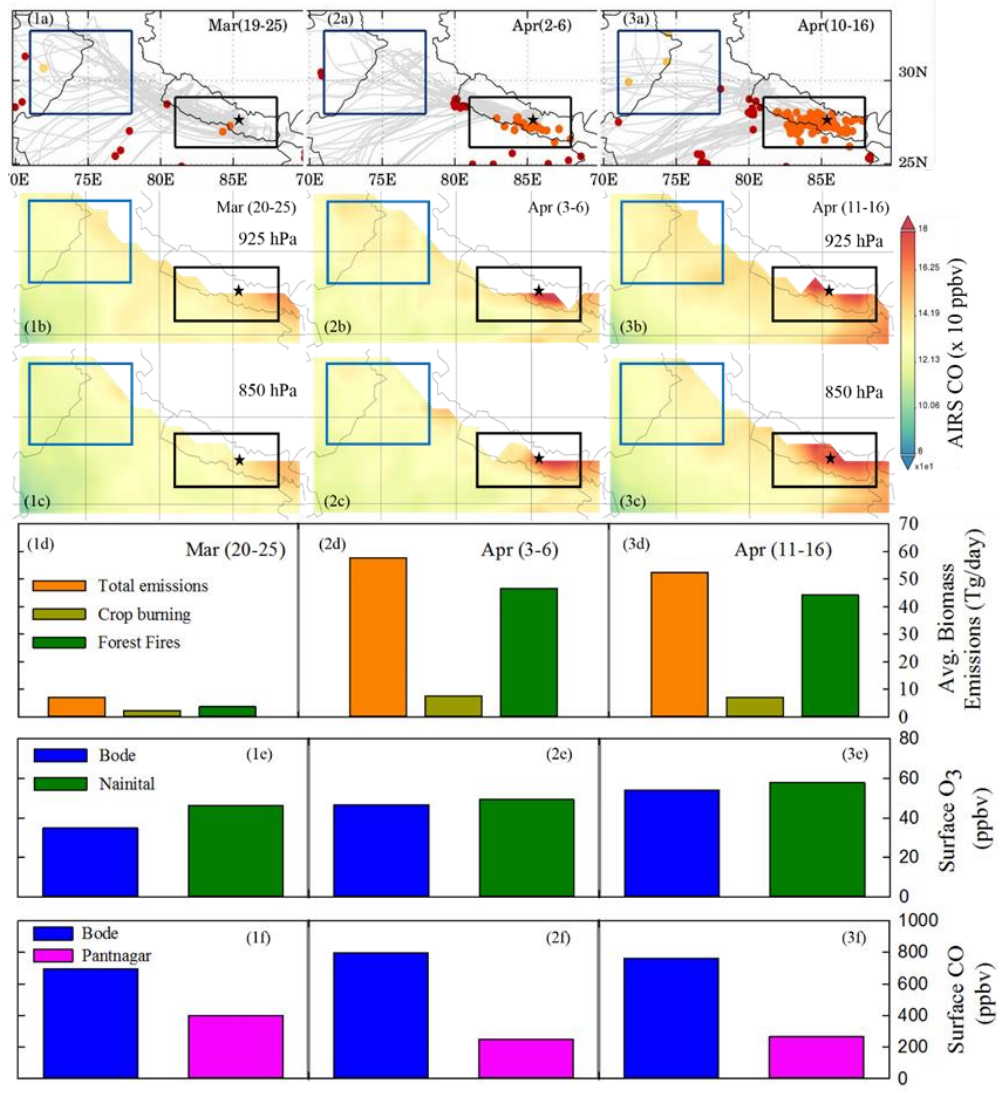 (1a) Mar(19-25) (2a) Apr(2-6) (3a) Apr(10-16)
30N
25N
0E 75E 80E 85E 70E 75E 80E 85E 70E 75E 80E 85E
Mar (20-25) Apr (3-6) Apr (11-16)
925 hPa 925 hPa
(1b) (2b) (3b)
850 hPa 850 hPa
(1c) (2c) (3c)
18
16.25
14.19
12.13
10.06
8
x1e1
AIRS CO (x 10 ppbv)
(1d) Mar (20-25) (2d) Apr (3-6) (3d) Apr (11-16)
Total emissions
Crop burning
Forest Fires
70
60
50
40
30
20
10
0
Avg. Biomass
Emissions (Tg/day)
Bode (1e) (2e) (3e)
Nainital
80
60
40
20
0
Surface O3
(ppbv)
Bode (1f) (2f) (3f)
Pantnagar
1000
800
600
400
200
0
Surface CO
(ppbv)